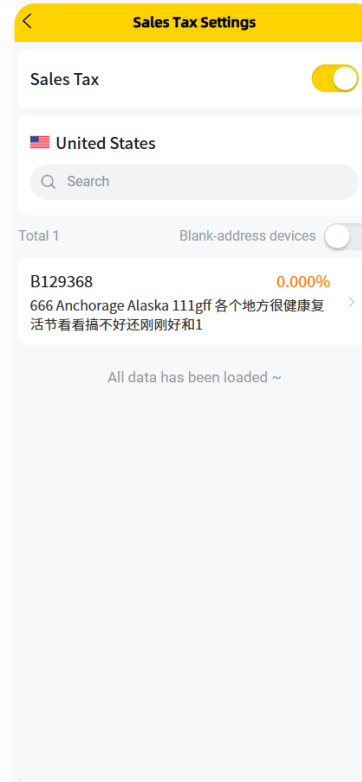 Sales Tax Settings
Sales Tax
United States
Search
Total 1
Blank-address devices
B129368
0.000%
666 Anchorage Alaska 111gff 各个地方很健康复
活节看看搞不好还刚刚好和1
All data has been loaded ~